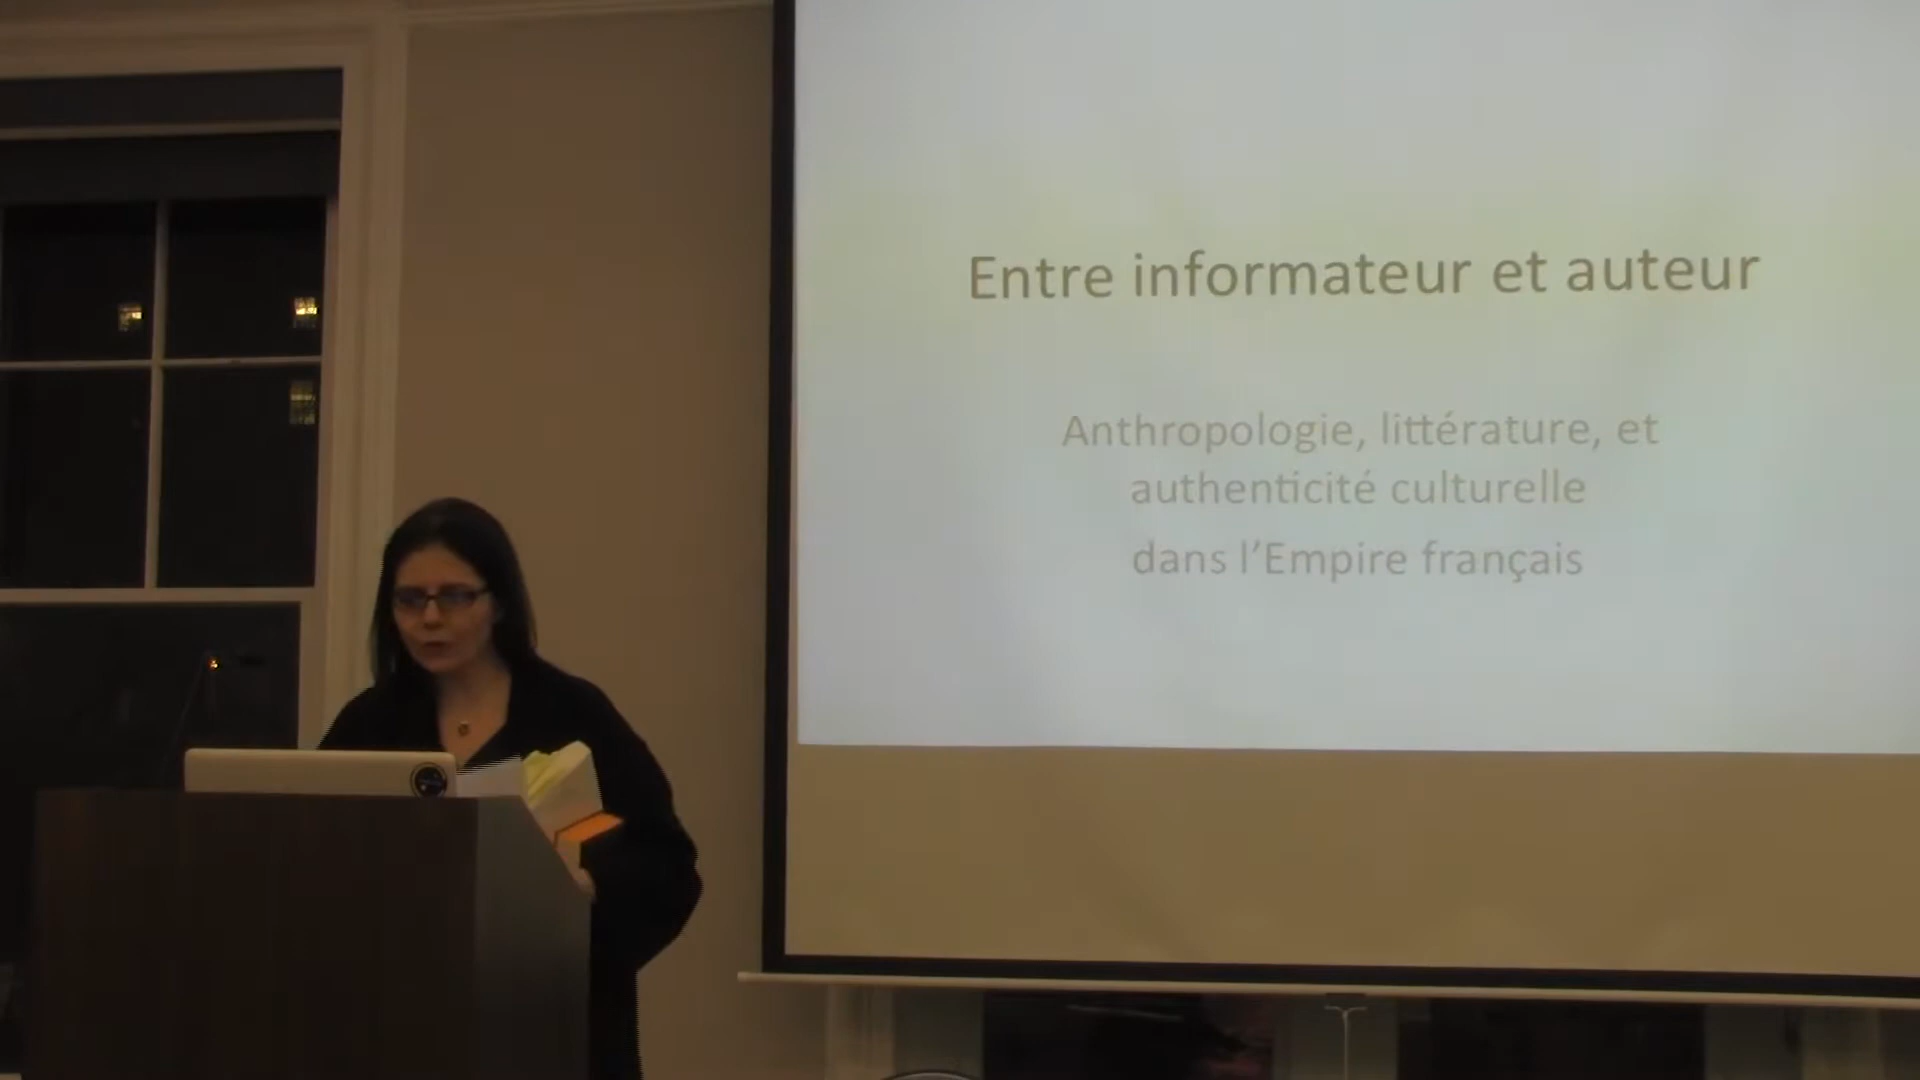 Entre informateur et auteur
Anthropologie, littérature, et
authenticité culturelle
dans l’Empire français